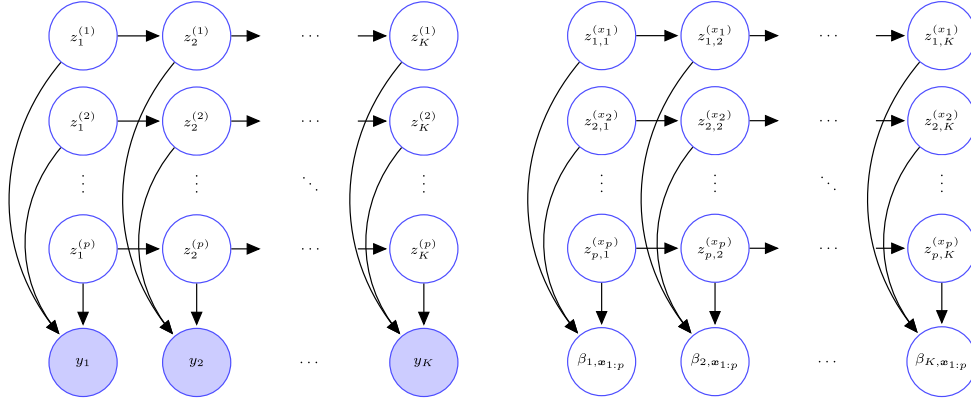 z_1^{(1)} z_2^{(1)} ⋯ z_K^{(1)} z_{1,1}^{(x_1)} z_{1,2}^{(x_1)} ⋯ z_{1,K}^{(x_1)}
z_1^{(2)} z_2^{(2)} ⋯ z_K^{(2)} z_{2,1}^{(x_2)} z_{2,2}^{(x_2)} ⋯ z_{2,K}^{(x_2)}
⋮ ⋮ ⋱ ⋮ ⋮ ⋮ ⋱ ⋮
z_1^{(p)} z_2^{(p)} ⋯ z_K^{(p)} z_{p,1}^{(x_p)} z_{p,2}^{(x_p)} ⋯ z_{p,K}^{(x_p)}
y_1 y_2 ⋯ y_K β_{1,x_{1:p}} β_{2,x_{1:p}} ⋯ β_{K,x_{1:p}}